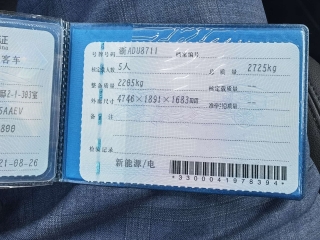 证
客车
5AAEV
800
21-08-26
号牌号码 浙ADU8711 档案编号
核定载人数 5人 总质量 2725kg
整备质量 2285kg 核定载质量
外廓尺寸 4746×1891×1683mm 准牵引总质量
备注
检验记录 新能源/电
*3300041978394*